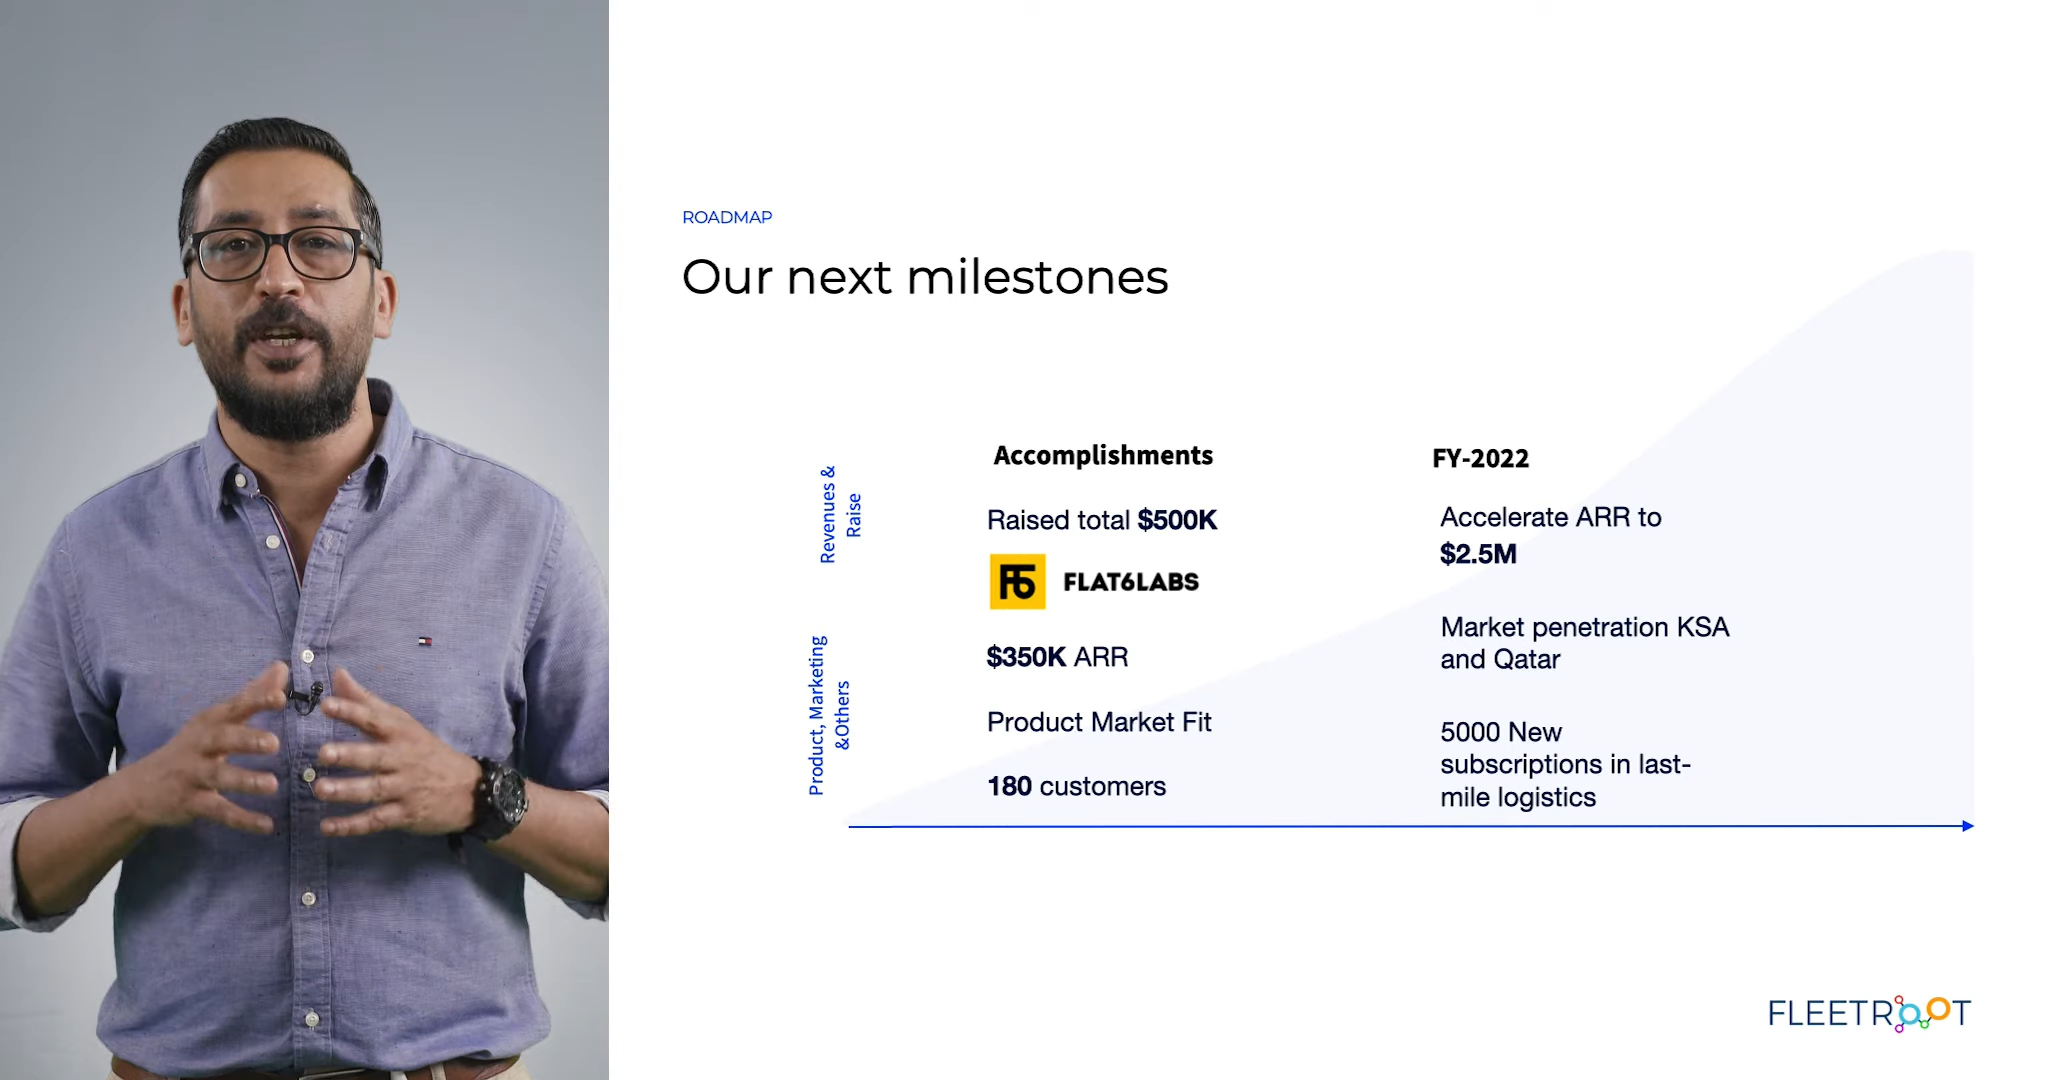 ROADMAP
Our next milestones
Revenues &
Raise
Product, Marketing
&Others
Accomplishments
Raised total $500K
F6 FLAT6LABS
$350K ARR
Product Market Fit
180 customers
FY-2022
Accelerate ARR to
$2.5M
Market penetration KSA
and Qatar
5000 New
subscriptions in last-
mile logistics
FLEETROOT